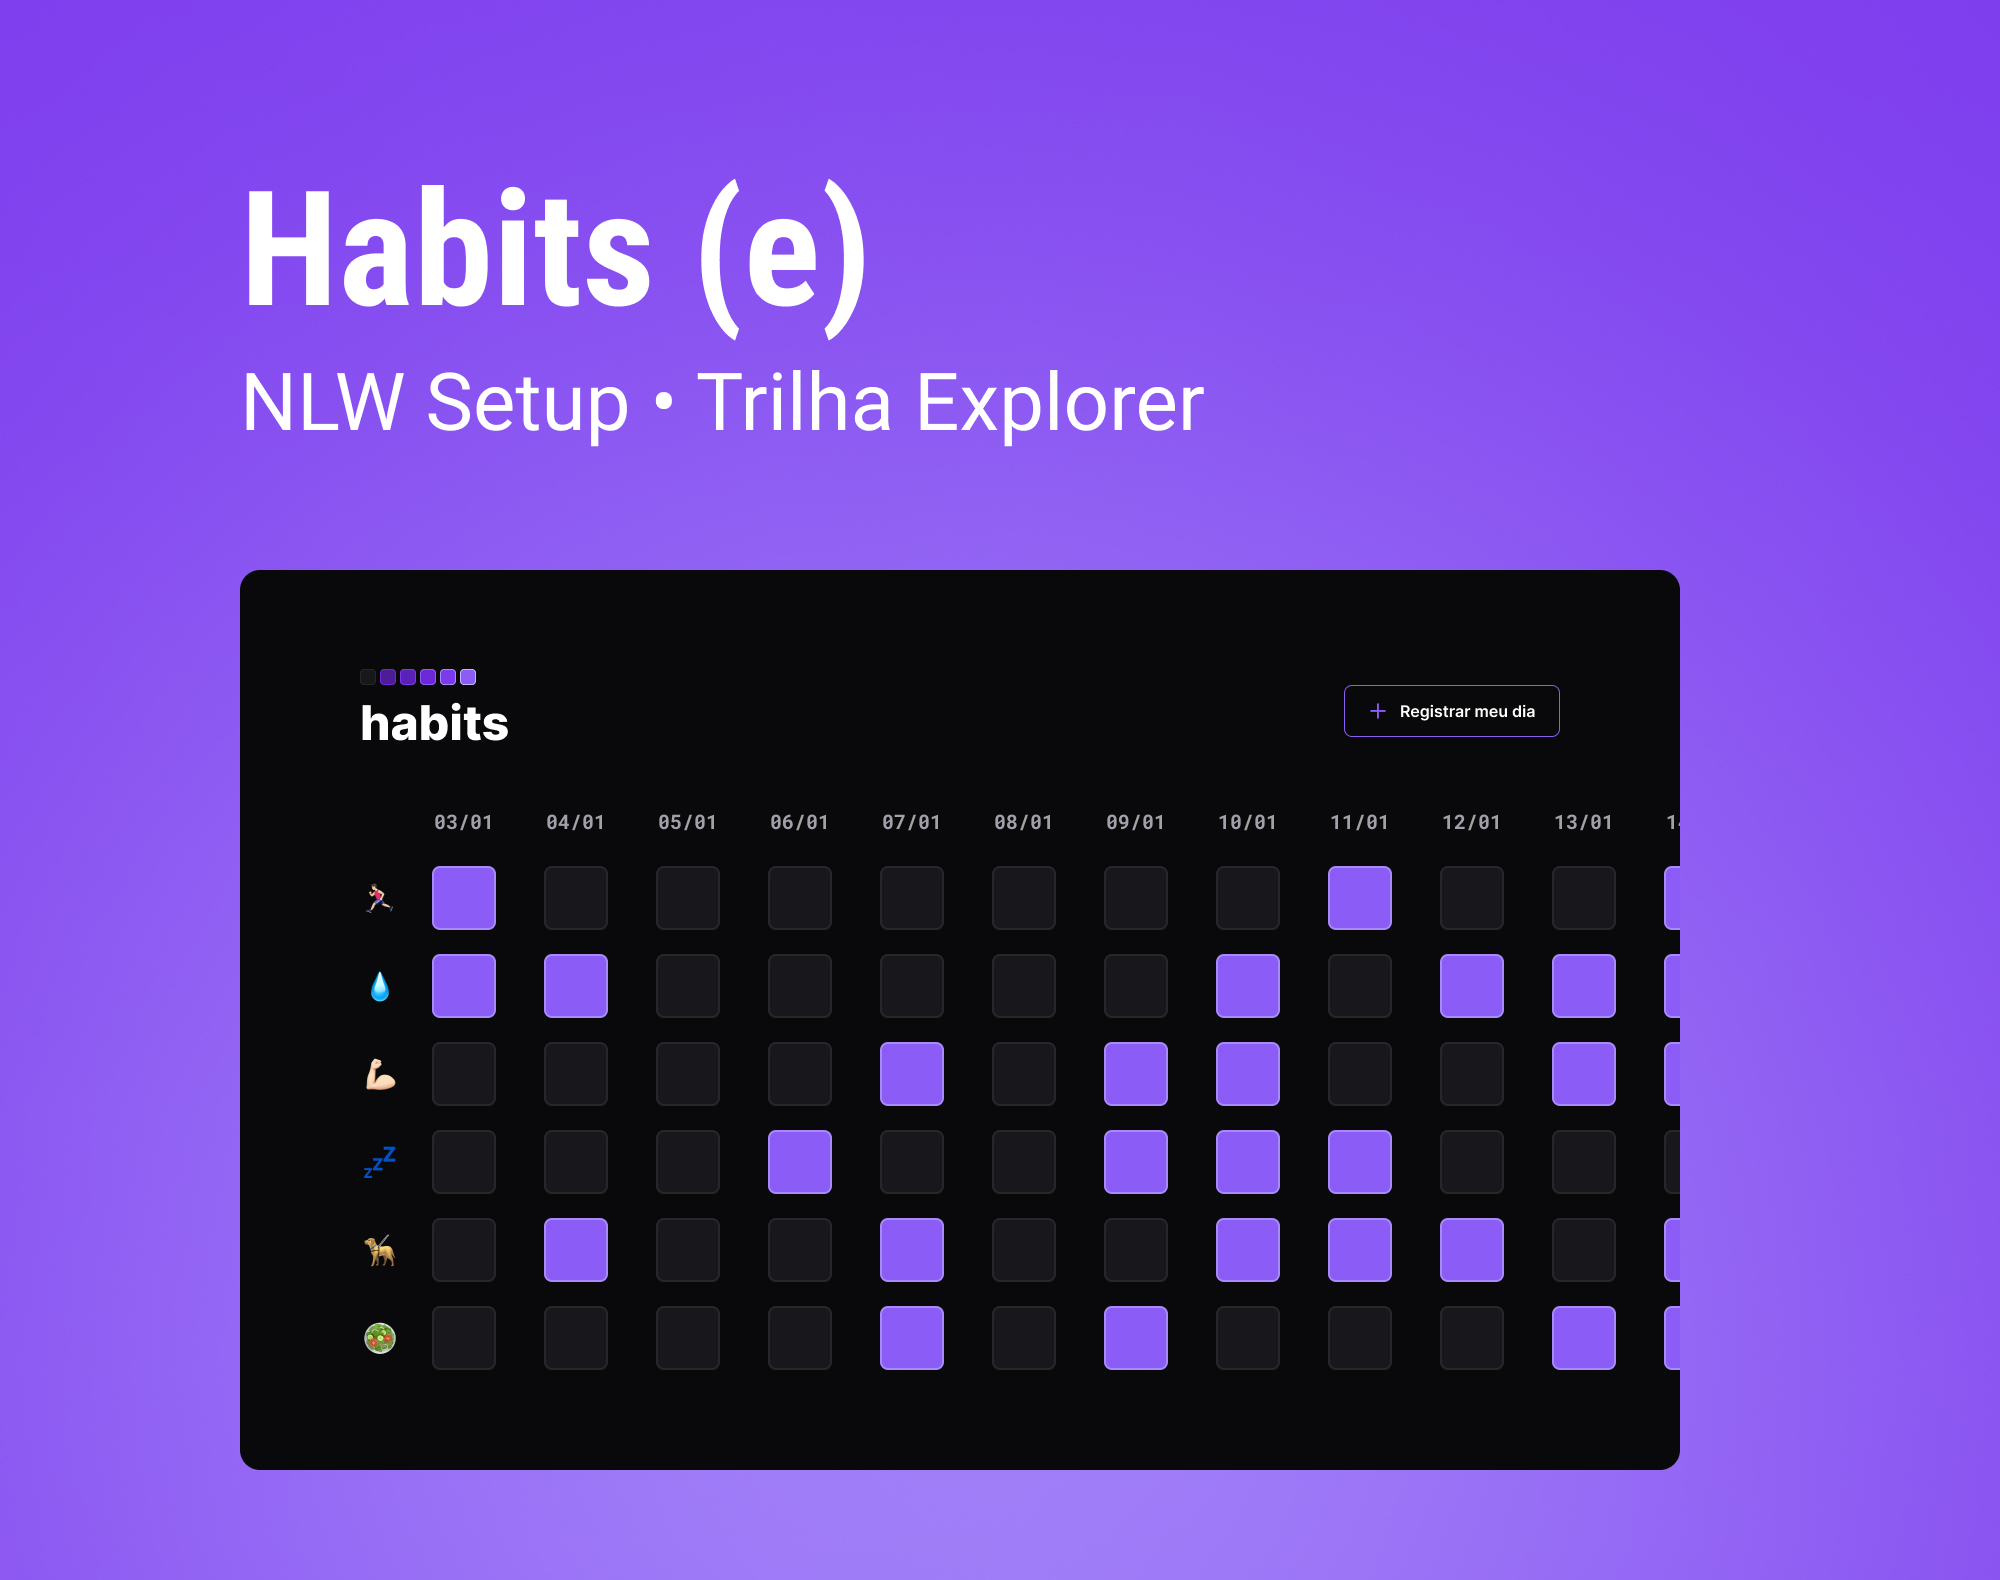 Habits (e)
NLW Setup • Trilha Explorer
habits
+ Registrar meu dia
03/01 04/01 05/01 06/01 07/01 08/01 09/01 10/01 11/01 12/01 13/01